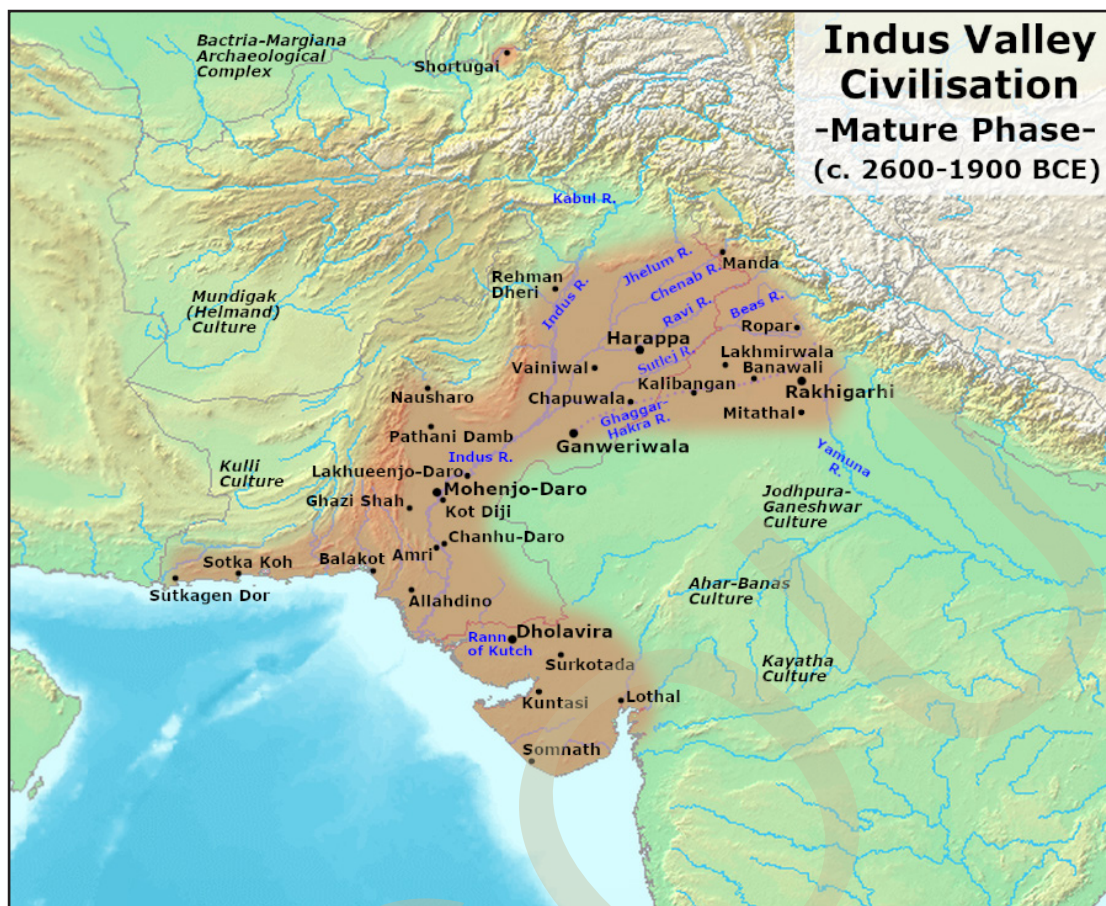 Indus Valley
Civilisation
-Mature Phase-
(c. 2600-1900 BCE)
Bactria-Margiana
Archaeological
Complex
Shortugai
Kabul R.
Mundigak
(Helmand)
Culture
Rehman
Dheri
Indus R.
Jhelum R.
Chenab R.
Manda
Ravi R.
Beas R.
Ropar
Harappa
Sutlej R.
Vainiwal
Lakhmirwala
Banawali
Kalibangan
Rakhigarhi
Nausharo
Chapuwala
Ghaggar-
Hakra R.
Mitathal
Pathani Damb
Ganweriwala
Indus R.
Yamuna
R.
Kulli
Culture
Lakhueenjo-Daro
Mohenjo-Daro
Ghazi Shah
Kot Diji
Jodhpura-
Ganeshwar
Culture
Chanhu-Daro
Amri
Sotka Koh
Balakot
Sutkagen Dor
Allahdino
Ahar-Banas
Culture
Rann
of Kutch
Dholavira
Surkotada
Kayatha
Culture
Kuntasi
Lothal
Somnath